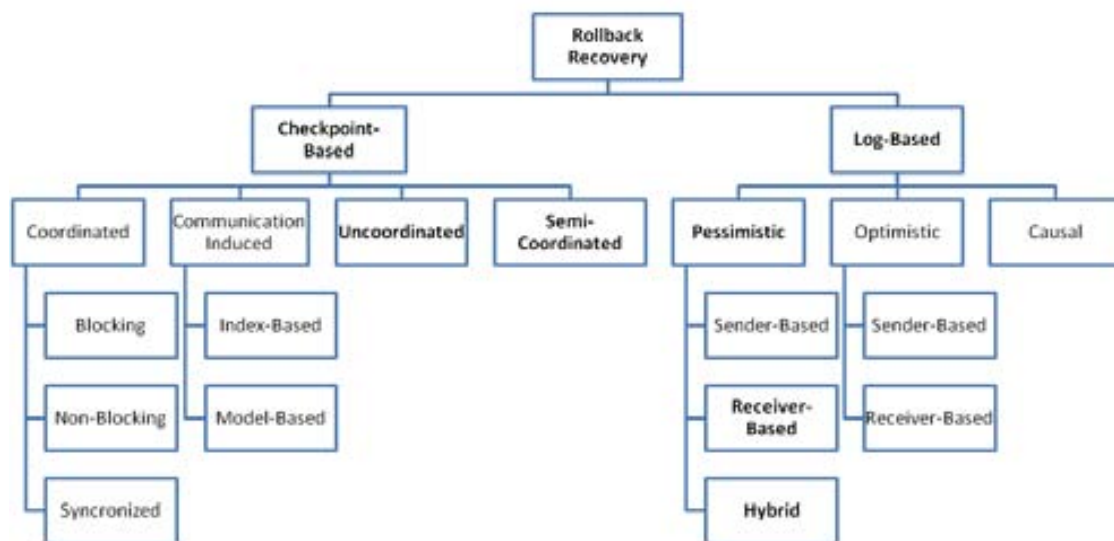 Rollback
Recovery
Checkpoint-
Based
Log-Based
Coordinated
Communication
Induced
Uncoordinated
Semi-
Coordinated
Pessimistic
Optimistic
Causal
Blocking
Index-Based
Sender-Based
Sender-Based
Non-Blocking
Model-Based
Receiver-
Based
Receiver-Based
Syncronized
Hybrid